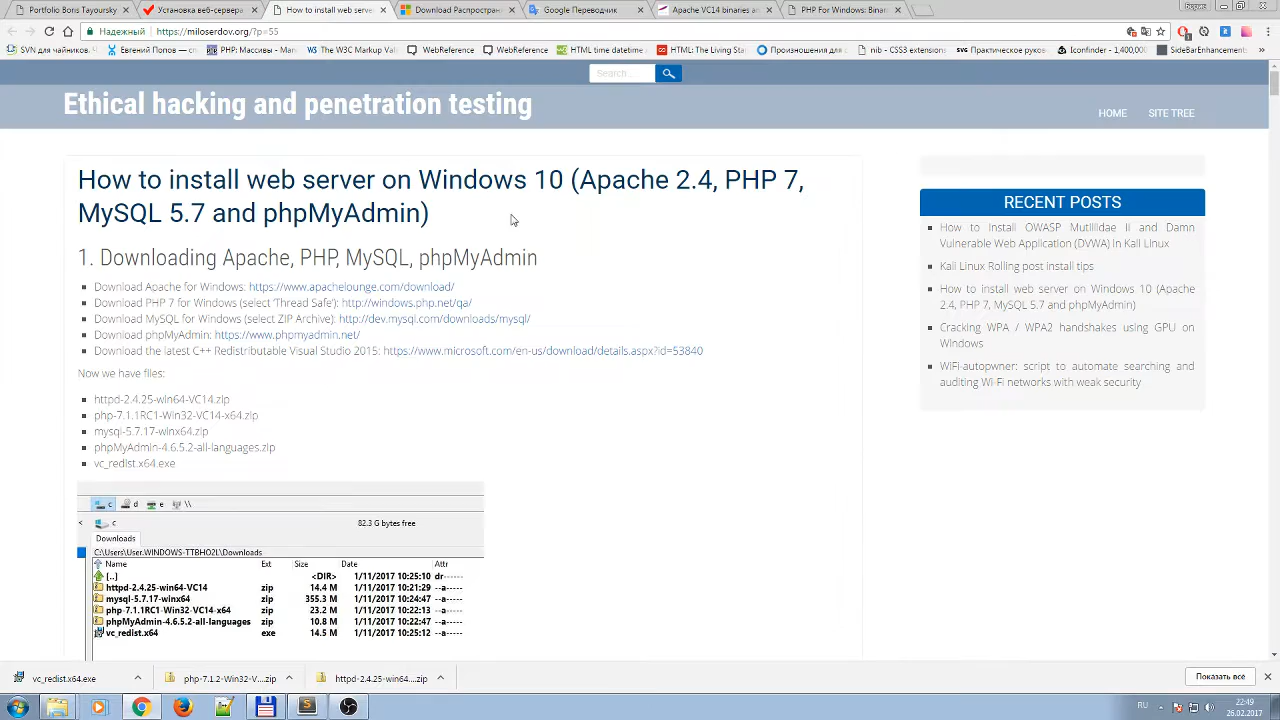 Portfolio Boris Tayoursky
Установка веб-сервера
How to install web server
Download Распростран
Google Переводчик
Apache VC14 binaries an
PHP For Windows: Binar
Надежный
https://miloserdov.org/?p=55
SVN для чайников.
Евгений Попов —
PHP: Массивы - Man
The W3C Markup Val
WebReference
WebReference
HTML time datetime
HTML: The Living Sta
nib - CSS3 extensions
Практическое руков
Iconfinder - 1,400,000
SideBarEnhancements
Search...
Ethical hacking and penetration testing
HOME
SITE TREE
How to install web server on Windows 10 (Apache 2.4, PHP 7,
MySQL 5.7 and phpMyAdmin)
1. Downloading Apache, PHP, MySQL, phpMyAdmin
Download Apache for Windows: https://www.apachelounge.com/download/
Download PHP 7 for Windows (select ‘Thread Safe’): http://windows.php.net/qa/
Download MySQL for Windows (select ZIP Archive): http://dev.mysql.com/downloads/mysql/
Download phpMyAdmin: https://www.phpmyadmin.net/
Download the latest C++ Redistributable Visual Studio 2015: https://www.microsoft.com/en-us/download/details.aspx?id=53840
Now we have files:
httpd-2.4.25-win64-VC14.zip
php-7.1.1RC1-Win32-VC14-x64.zip
mysql-5.7.17-winx64.zip
phpMyAdmin-4.6.5.2-all-languages.zip
vc_redist.x64.exe
c d e \\
< c 82.3 G bytes free
Downloads
C:\Users\User.WINDOWS-TTBHO2L\Downloads
Name Ext Size Date Attr
[..] <DIR> 1/11/2017 10:25:10 dr------
httpd-2.4.25-win64-VC14 zip 14.4 M 1/11/2017 10:21:29 --a-----
mysql-5.7.17-winx64 zip 355.3 M 1/11/2017 10:24:47 --a-----
php-7.1.1RC1-Win32-VC14-x64 zip 23.2 M 1/11/2017 10:22:13 --a-----
phpMyAdmin-4.6.5.2-all-languages zip 10.8 M 1/11/2017 10:22:47 --a-----
vc_redist.x64 exe 14.5 M 1/11/2017 10:25:12 --a-----
RECENT POSTS
How to Install OWASP Mutillidae II and Damn
Vulnerable Web Application (DVWA) in Kali Linux
Kali Linux Rolling post install tips
How to install web server on Windows 10 (Apache
2.4, PHP 7, MySQL 5.7 and phpMyAdmin)
Cracking WPA / WPA2 handshakes using GPU on
Windows
WiFi-autopwner: script to automate searching and
auditing Wi-Fi networks with weak security
vc_redist.x64.exe
php-7.1.2-Win32-V....zip
httpd-2.4.25-win64....zip
Показать все
RU
22:49
26.02.2017